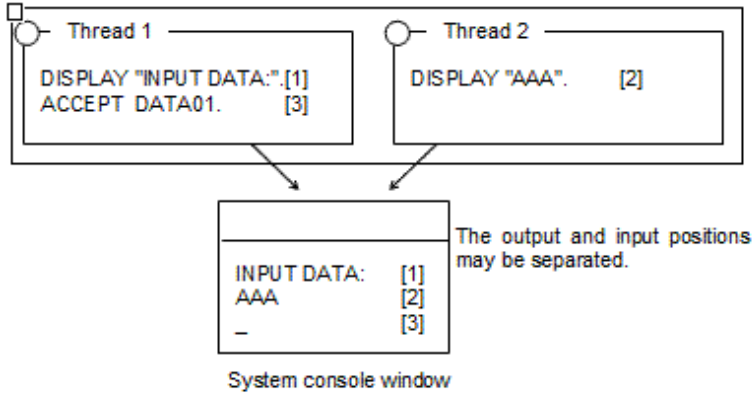 Thread 1
DISPLAY "INPUT DATA:".[1]
ACCEPT DATA01. [3]
Thread 2
DISPLAY "AAA". [2]
INPUT DATA: [1]
AAA [2]
_ [3]
The output and input positions
may be separated.
System console window